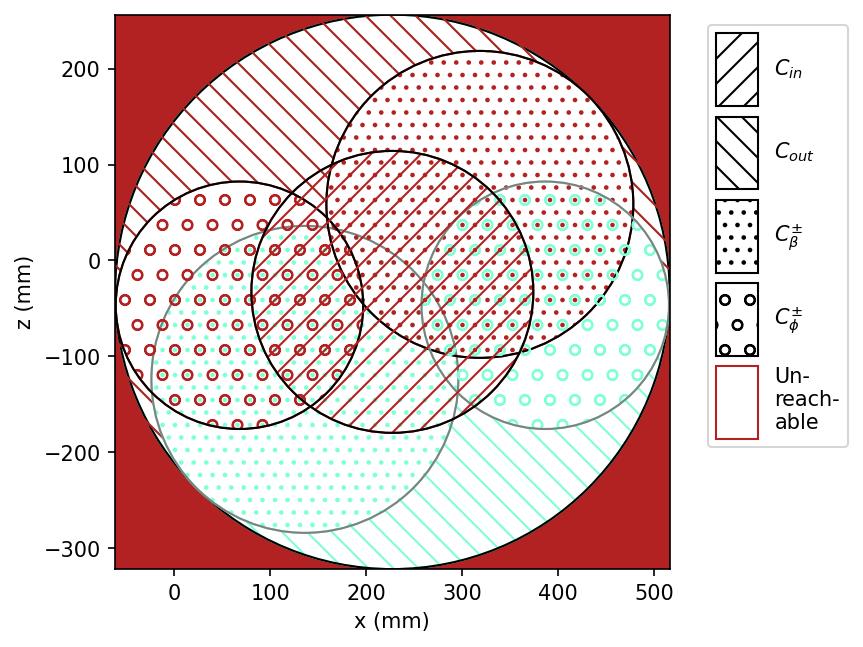 200
100
0
−100
−200
−300
z (mm)
0 100 200 300 400 500
x (mm)
C_in
C_out
C_β^±
C_ϕ^±
Un-
reach-
able